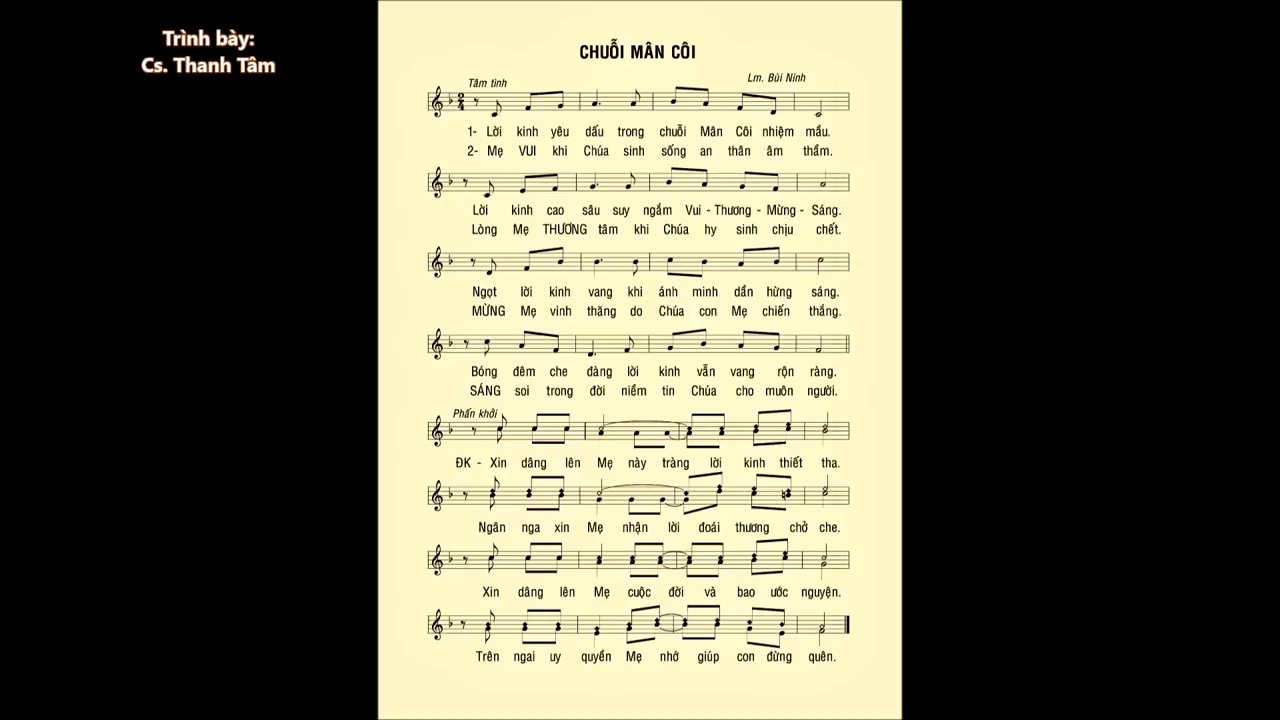 Trình bày:
Cs. Thanh Tâm
CHUỖI MÂN CÔI
Tâm tình
Lm. Bùi Ninh
1- Lời kinh yêu dấu trong chuỗi Mân Côi nhiệm mầu.
2- Mẹ VUI khi Chúa sinh sống an thân âm thầm.
Lời kinh cao sâu suy ngắm Vui - Thương - Mừng - Sáng.
Lòng Mẹ THƯƠNG tâm khi Chúa hy sinh chịu chết.
Ngọt lời kinh vang khi ánh minh dần hừng sáng.
MỪNG Mẹ vinh thăng do Chúa con Mẹ chiến thắng.
Bóng đêm che đàng lời kinh vẫn vang rộn ràng.
SÁNG soi trong đời niềm tin Chúa cho muôn người.
Phấn khởi
ĐK - Xin dâng lên Mẹ này tràng lời kinh thiết tha.
Ngân nga xin Mẹ nhận lời đoái thương chở che.
Xin dâng lên Mẹ cuộc đời và bao ước nguyện.
Trên ngai uy quyền Mẹ nhớ giúp con đừng quên.